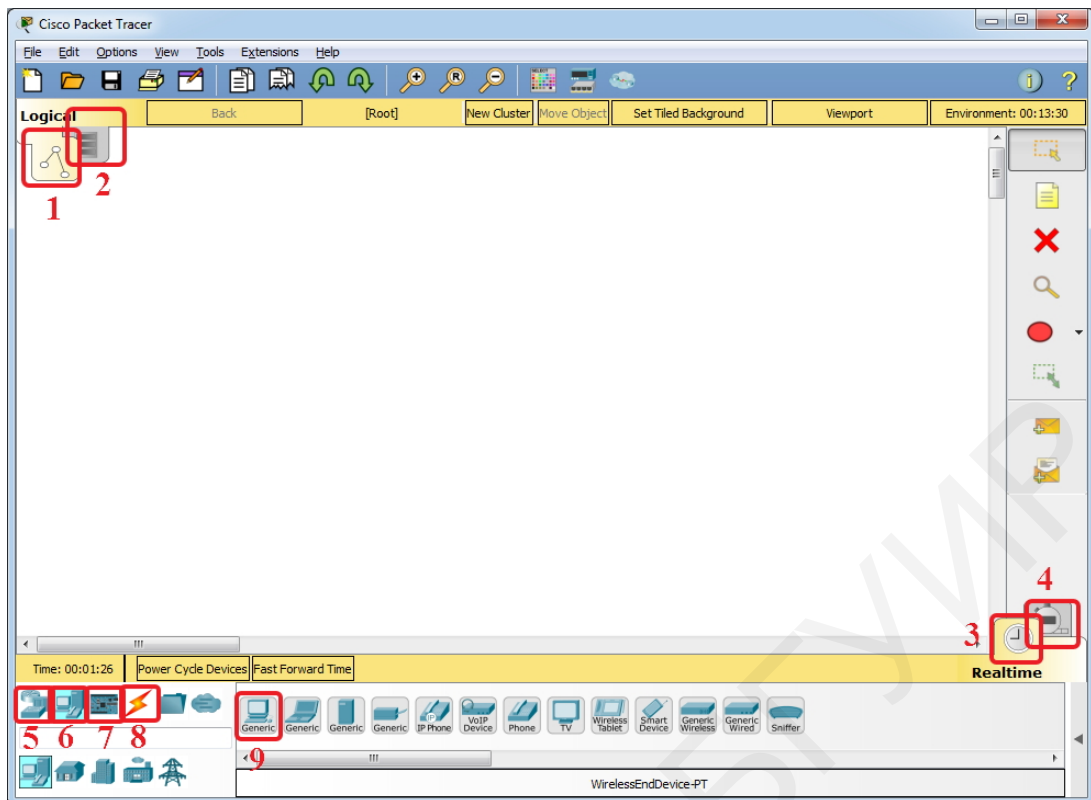 Cisco Packet Tracer
File Edit Options View Tools Extensions Help
Logical Back [Root] New Cluster Move Object Set Tiled Background Viewport Environment: 00:13:30
1
2
3
4
Time: 00:01:26 Power Cycle Devices Fast Forward Time Realtime
Generic Generic Generic Generic IP Phone VoIP Device Phone TV Wireless Tablet Smart Device Generic Wireless Generic Wired Sniffer
5 6 7 8 9
WirelessEndDevice-PT
БГУИР